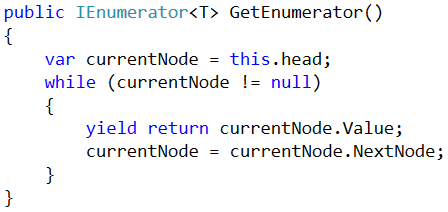 public IEnumerator<T> GetEnumerator()
{
    var currentNode = this.head;
    while (currentNode != null)
    {
        yield return currentNode.Value;
        currentNode = currentNode.NextNode;
    }
}